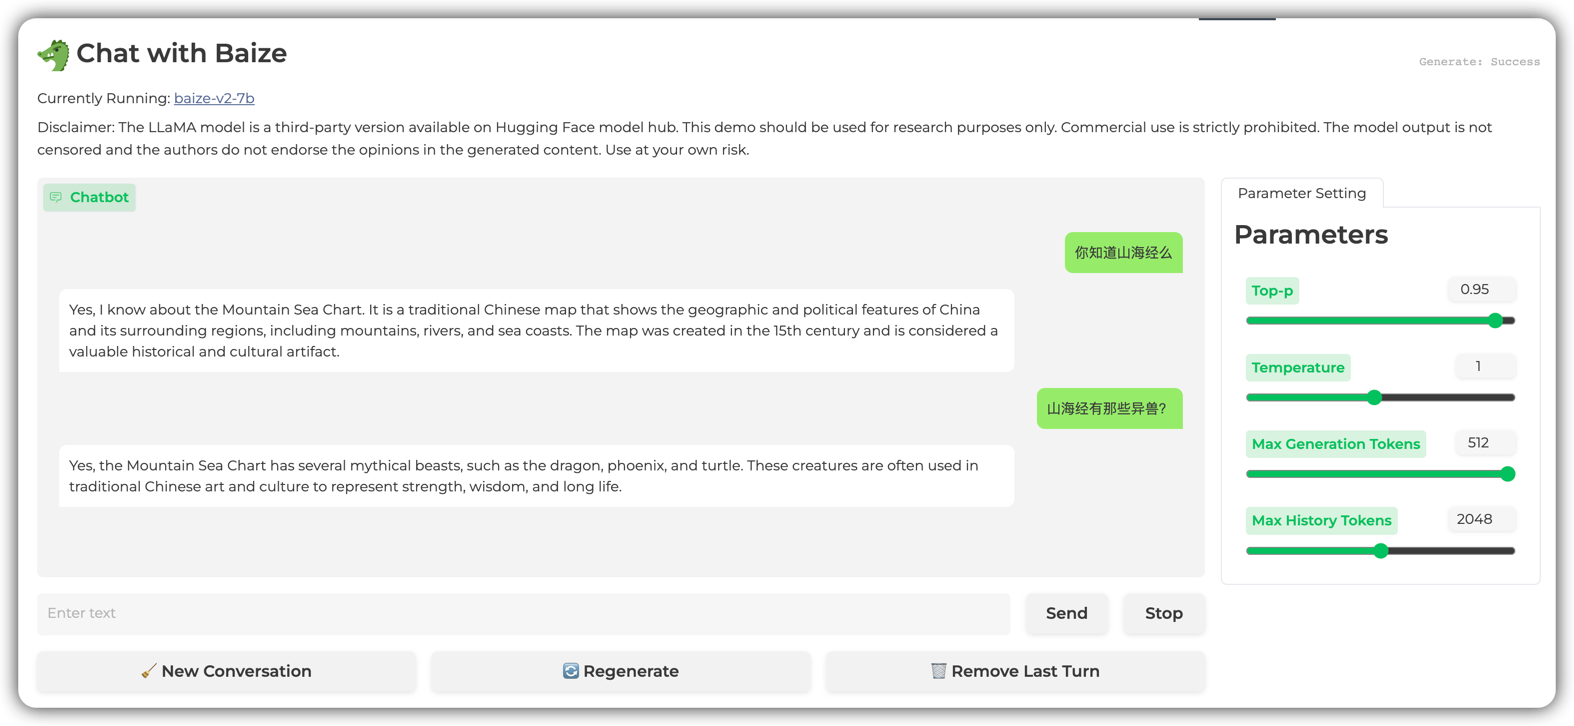 Chat with Baize
Generate: Success
Currently Running: baize-v2-7b
Disclaimer: The LLaMA model is a third-party version available on Hugging Face model hub. This demo should be used for research purposes only. Commercial use is strictly prohibited. The model output is not
censored and the authors do not endorse the opinions in the generated content. Use at your own risk.
Chatbot
你知道山海经么
Yes, I know about the Mountain Sea Chart. It is a traditional Chinese map that shows the geographic and political features of China
and its surrounding regions, including mountains, rivers, and sea coasts. The map was created in the 15th century and is considered a
valuable historical and cultural artifact.
山海经有那些异兽？
Yes, the Mountain Sea Chart has several mythical beasts, such as the dragon, phoenix, and turtle. These creatures are often used in
traditional Chinese art and culture to represent strength, wisdom, and long life.
Enter text
Send
Stop
New Conversation
Regenerate
Remove Last Turn
Parameter Setting
Parameters
Top-p
0.95
Temperature
1
Max Generation Tokens
512
Max History Tokens
2048